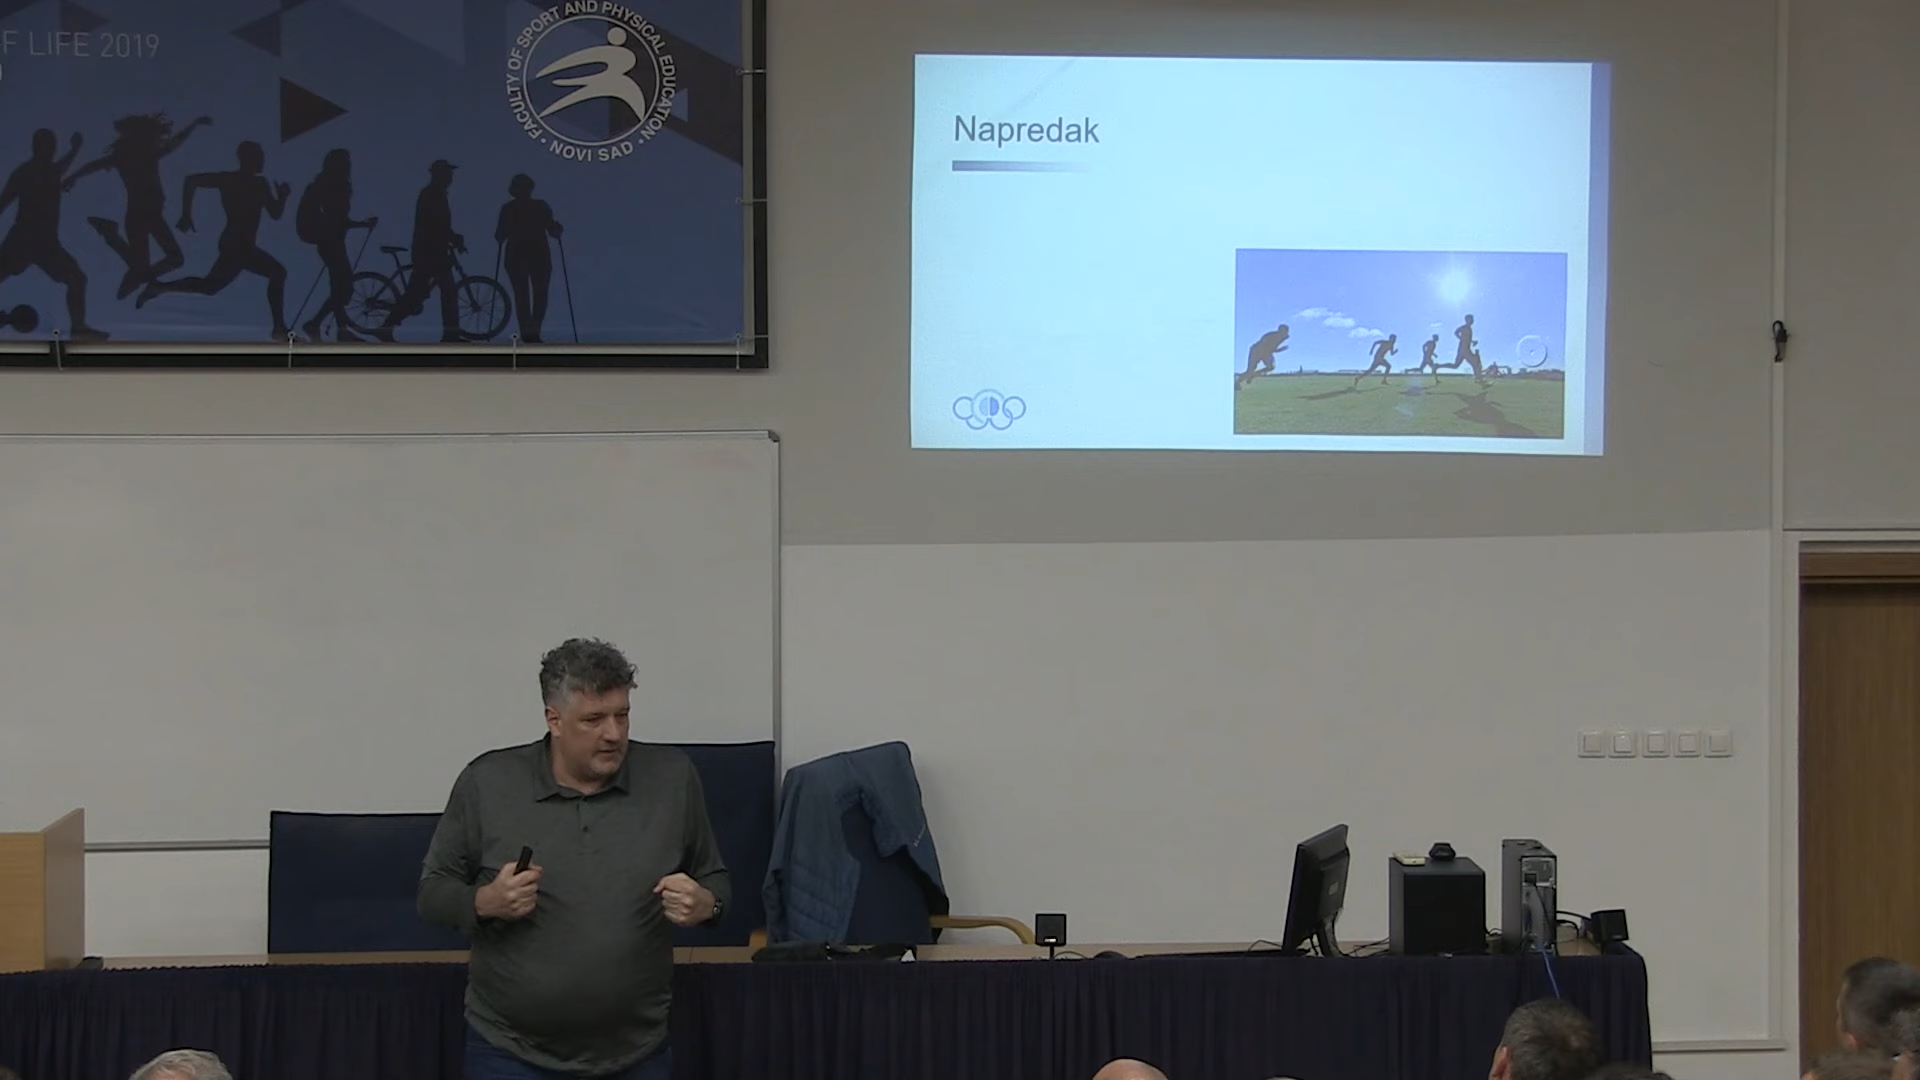 F LIFE 2019
FACULTY OF SPORT AND PHYSICAL EDUCATION
• NOVI SAD •
Napredak